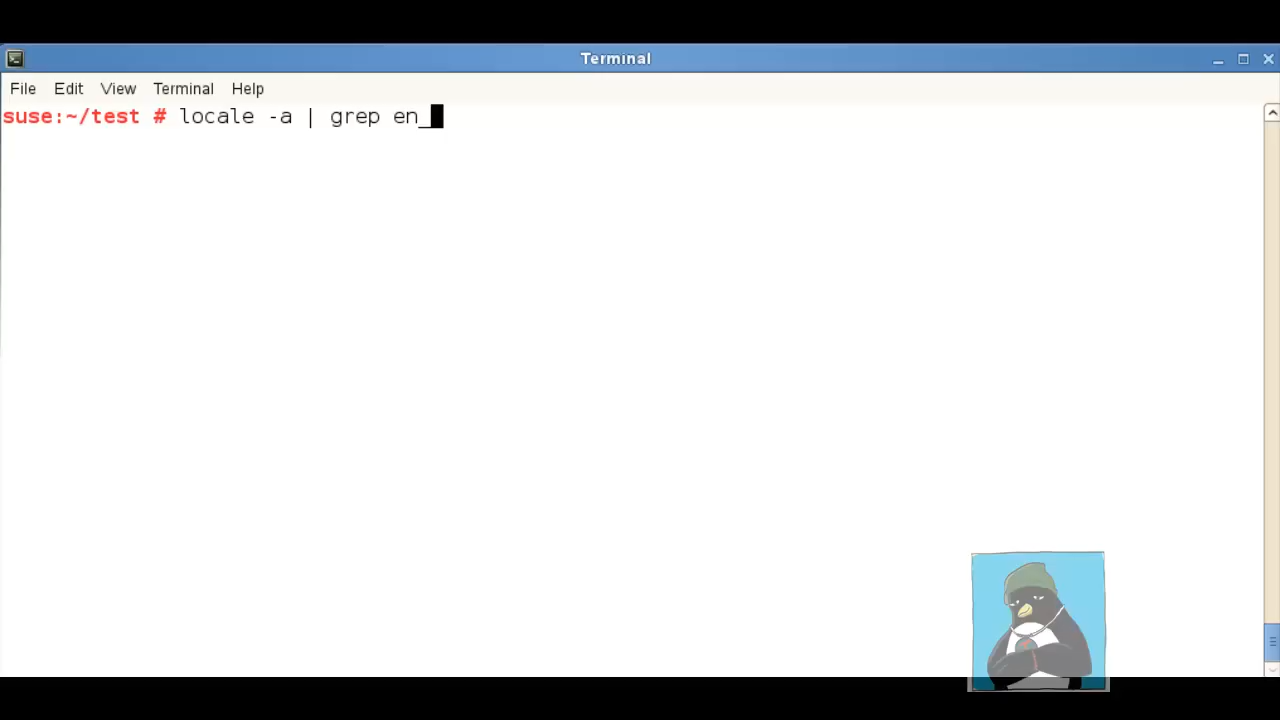 Terminal
File Edit View Terminal Help
suse:~/test # locale -a | grep en_